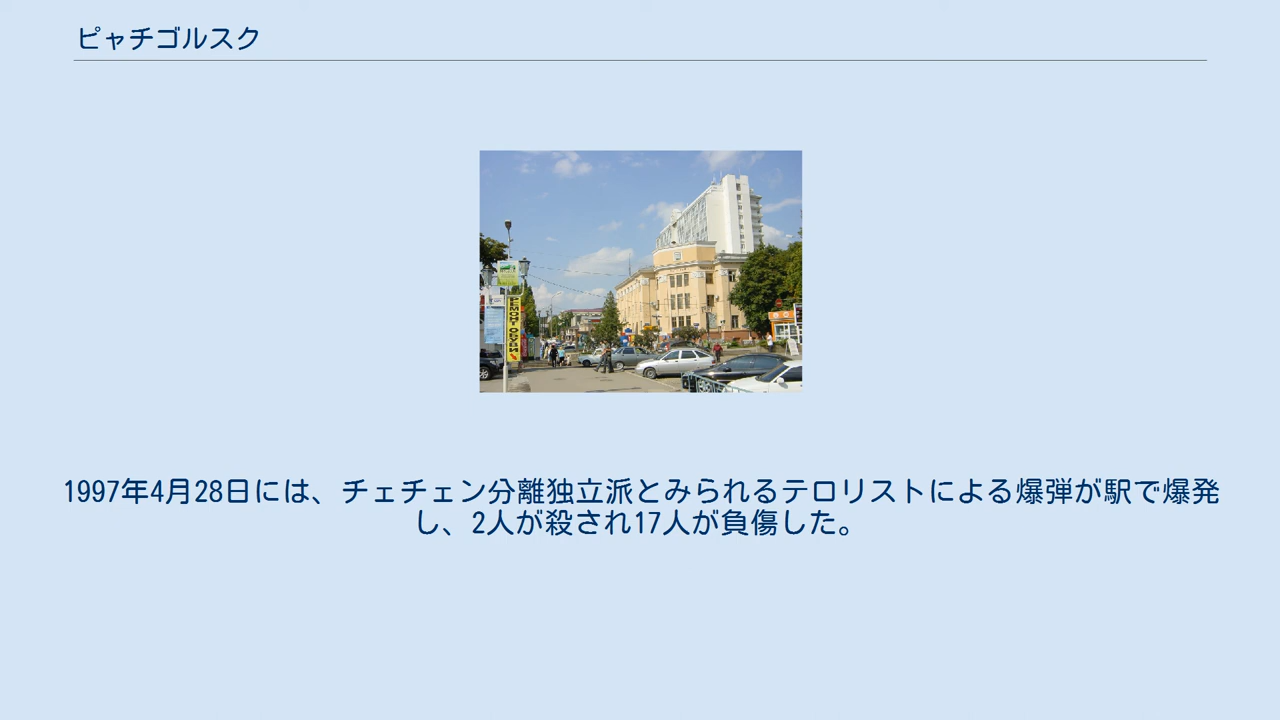 ピャチゴルスク
РЕМОНТ ОБУВИ
1997年4月28日には、チェチェン分離独立派とみられるテロリストによる爆弾が駅で爆発
し、2人が殺され17人が負傷した。